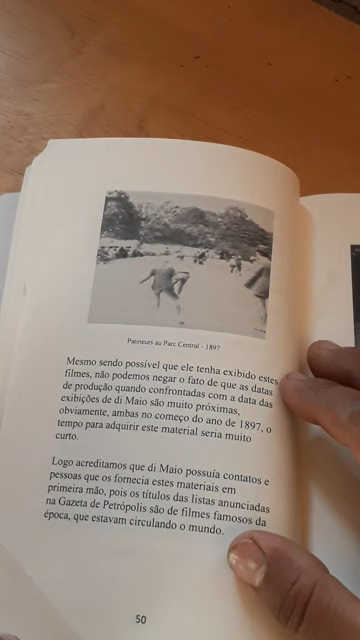 Patineurs au Parc Central - 1897
Mesmo sendo possivel que ele tenha exibido estes
filmes, não podemos negar o fato de que as datas
de produção quando confrontadas com a data das
exibições de di Maio são muito próximas,
obviamente, ambas no começo do ano de 1897, o
tempo para adquirir este material seria muito
curto.
Logo acreditamos que di Maio possuía contatos e
pessoas que os fornecia estes materiais em
primeira mão, pois os títulos das listas anunciadas
na Gazeta de Petrópolis são de filmes famosos da
época, que estavam circulando o mundo.
50